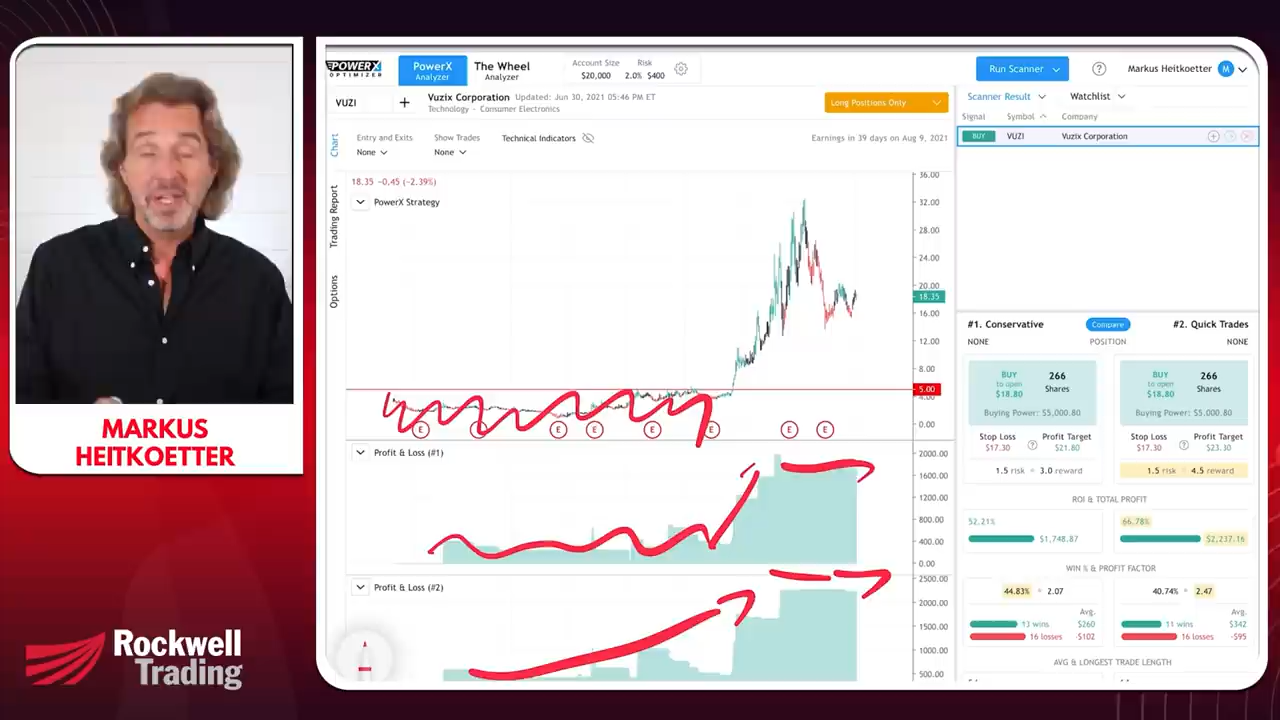 POWERX
OPTIMIZER
PowerX
Analyzer
The Wheel
Analyzer
Account Size
$20,000
Risk
2.0% $400
Run Scanner
Markus Heitkoetter
M
VUZI
Vuzix Corporation Updated: Jun 30, 2021 05:46 PM ET
Technology - Consumer Electronics
Long Positions Only
Scanner Result
Watchlist
Signal Symbol Company
BUY VUZI Vuzix Corporation
Chart
Trading Report
Options
Entry and Exits
None
Show Trades
None
Technical Indicators
Earnings in 39 days on Aug 9, 2021
18.35 -0.45 (-2.39%)
PowerX Strategy
36.00
32.00
28.00
24.00
20.00
18.35
16.00
12.00
8.00
5.00
4.00
0.00
E E E E E E E
Profit & Loss (#1)
2000.00
1600.00
1200.00
800.00
400.00
0.00
Profit & Loss (#2)
2500.00
2000.00
1500.00
1000.00
500.00
#1. Conservative
Compare
#2. Quick Trades
NONE POSITION NONE
BUY
to open
$18.80
266
Shares
Buying Power: $5,000.80
BUY
to open
$18.80
266
Shares
Buying Power: $5,000.80
Stop Loss
$17.30
Profit Target
$21.80
Stop Loss
$17.30
Profit Target
$23.30
1.5 risk = 3.0 reward
1.5 risk = 4.5 reward
ROI & TOTAL PROFIT
52.21%
$1,748.87
66.78%
$2,237.16
WIN % & PROFIT FACTOR
44.83% • 2.07
40.74% • 2.47
Avg.
13 wins $260
16 losses -$102
Avg.
11 wins $342
16 losses -$95
AVG & LONGEST TRADE LENGTH
MARKUS
HEITKOETTER
Rockwell
Trading